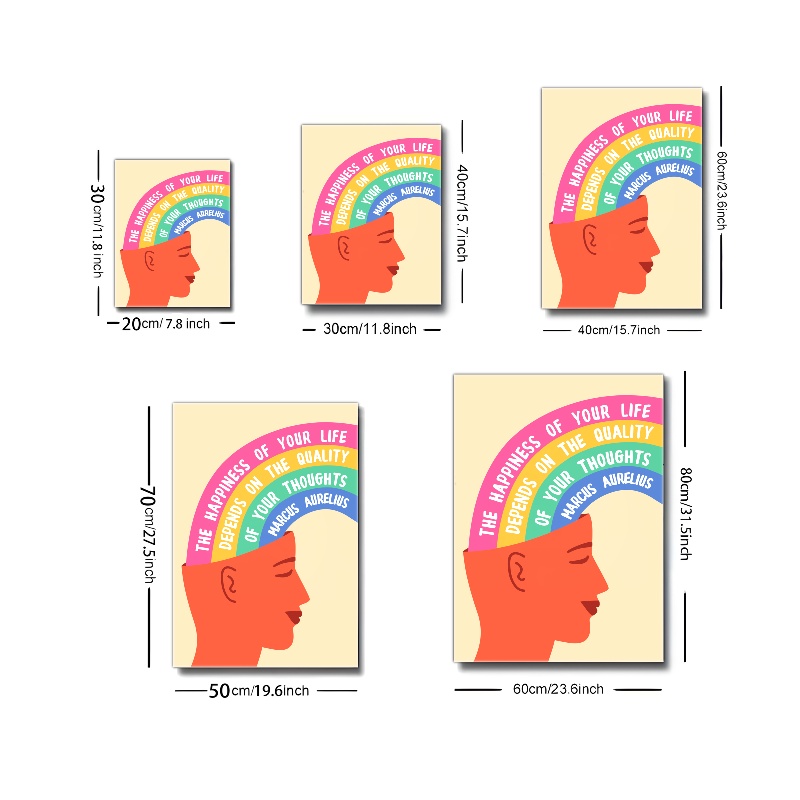 THE HAPPINESS OF YOUR LIFE
DEPENDS ON THE QUALITY
OF YOUR THOUGHTS
MARCUS AURELIUS
30cm/11.8 inch
20cm/7.8 inch
THE HAPPINESS OF YOUR LIFE
DEPENDS ON THE QUALITY
OF YOUR THOUGHTS
MARCUS AURELIUS
40cm/15.7inch
30cm/11.8inch
THE HAPPINESS OF YOUR LIFE
DEPENDS ON THE QUALITY
OF YOUR THOUGHTS
MARCUS AURELIUS
60cm/23.6inch
40cm/15.7inch
THE HAPPINESS OF YOUR LIFE
DEPENDS ON THE QUALITY
OF YOUR THOUGHTS
MARCUS AURELIUS
70cm/27.5inch
50cm/19.6inch
THE HAPPINESS OF YOUR LIFE
DEPENDS ON THE QUALITY
OF YOUR THOUGHTS
MARCUS AURELIUS
80cm/31.5inch
60cm/23.6inch